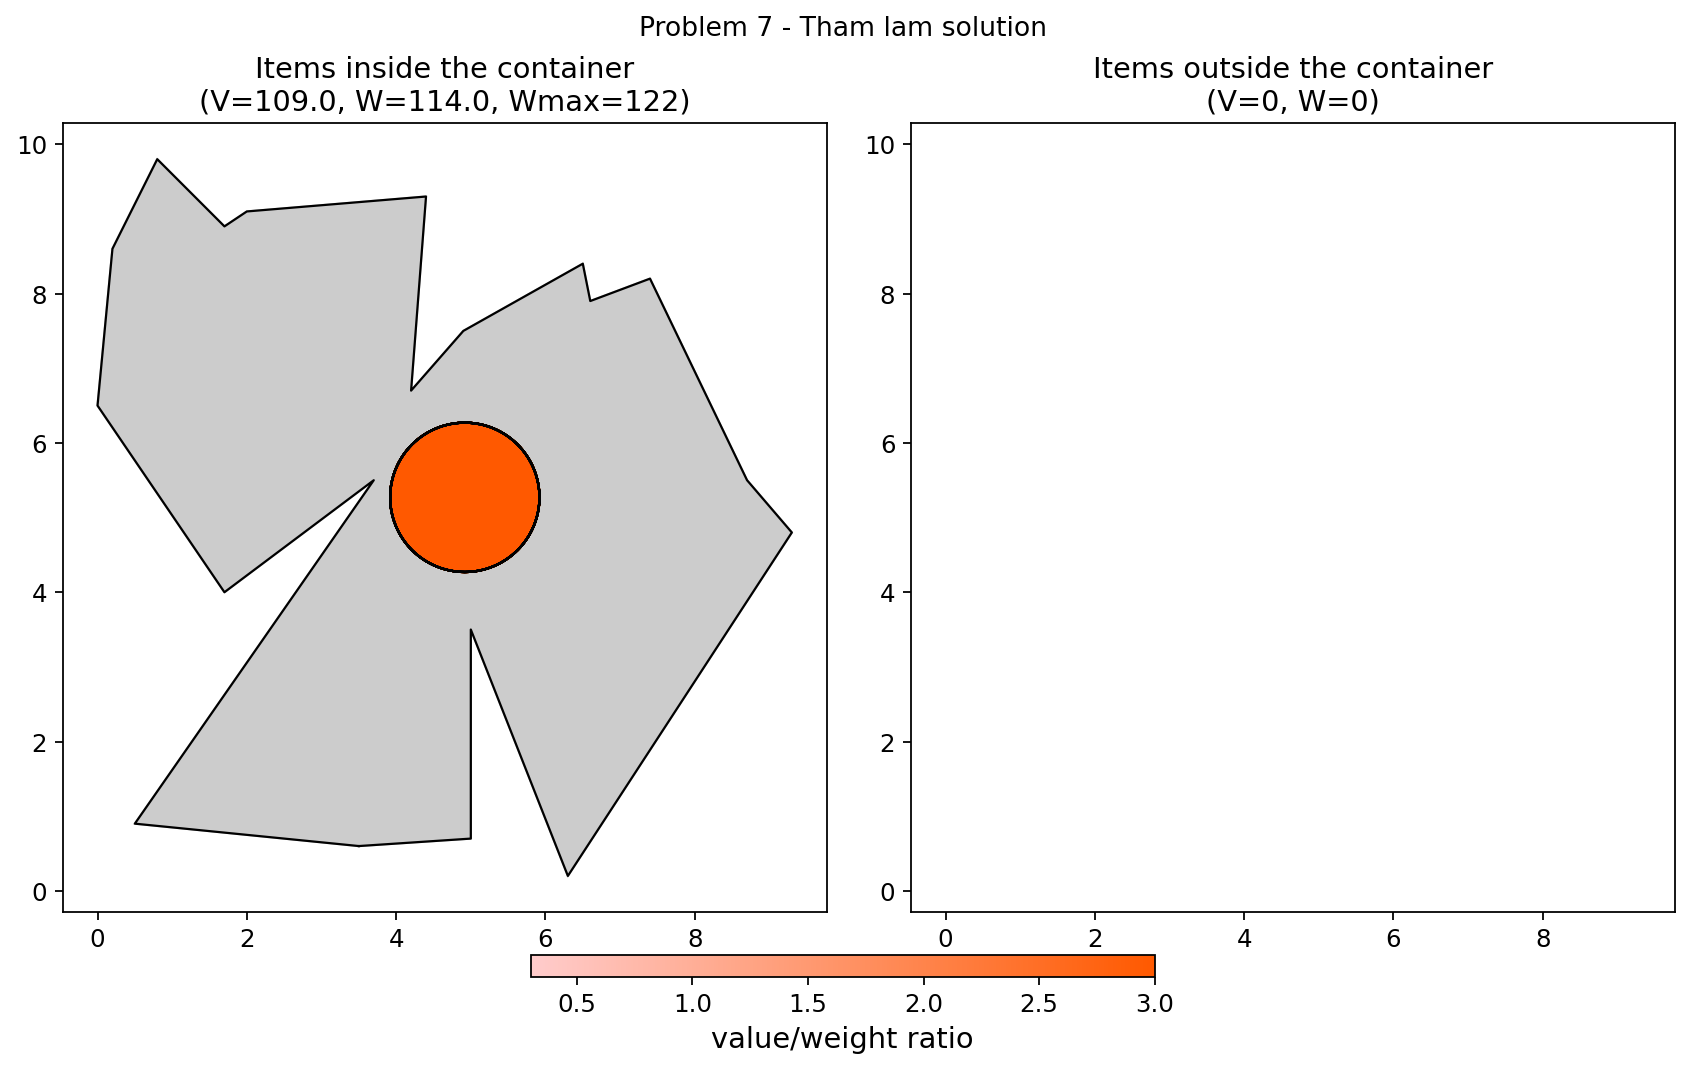 Problem 7 - Tham lam solution
Items inside the container
(V=109.0, W=114.0, Wmax=122)
10
8
6
4
2
0
0 2 4 6 8
Items outside the container
(V=0, W=0)
10
8
6
4
2
0
0 2 4 6 8
0.5 1.0 1.5 2.0 2.5 3.0
value/weight ratio